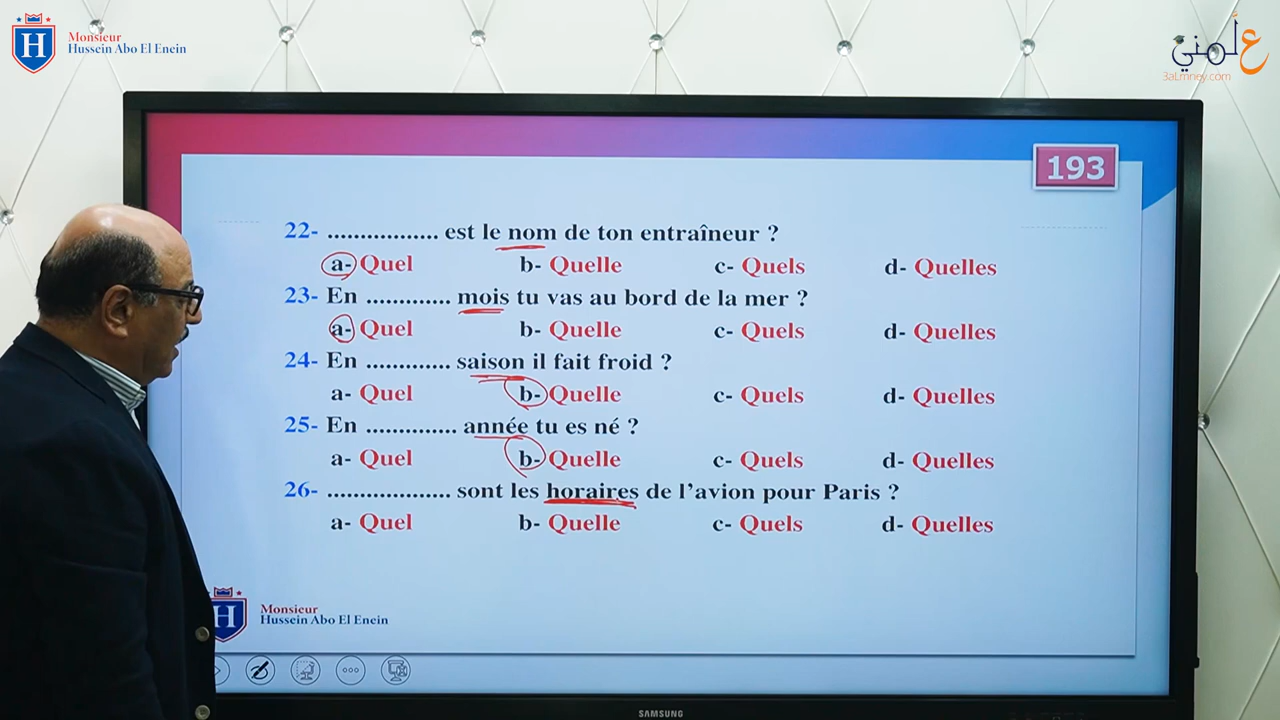 H
Monsieur
Hussein Abo El Enein
علمني
3aLmney.com
193
22- ................. est le nom de ton entraîneur ?
a- Quel b- Quelle c- Quels d- Quelles
23- En ............. mois tu vas au bord de la mer ?
a- Quel b- Quelle c- Quels d- Quelles
24- En ............. saison il fait froid ?
a- Quel b- Quelle c- Quels d- Quelles
25- En .............. année tu es né ?
a- Quel b- Quelle c- Quels d- Quelles
26- ................... sont les horaires de l’avion pour Paris ?
a- Quel b- Quelle c- Quels d- Quelles
H
Monsieur
Hussein Abo El Enein
SAMSUNG